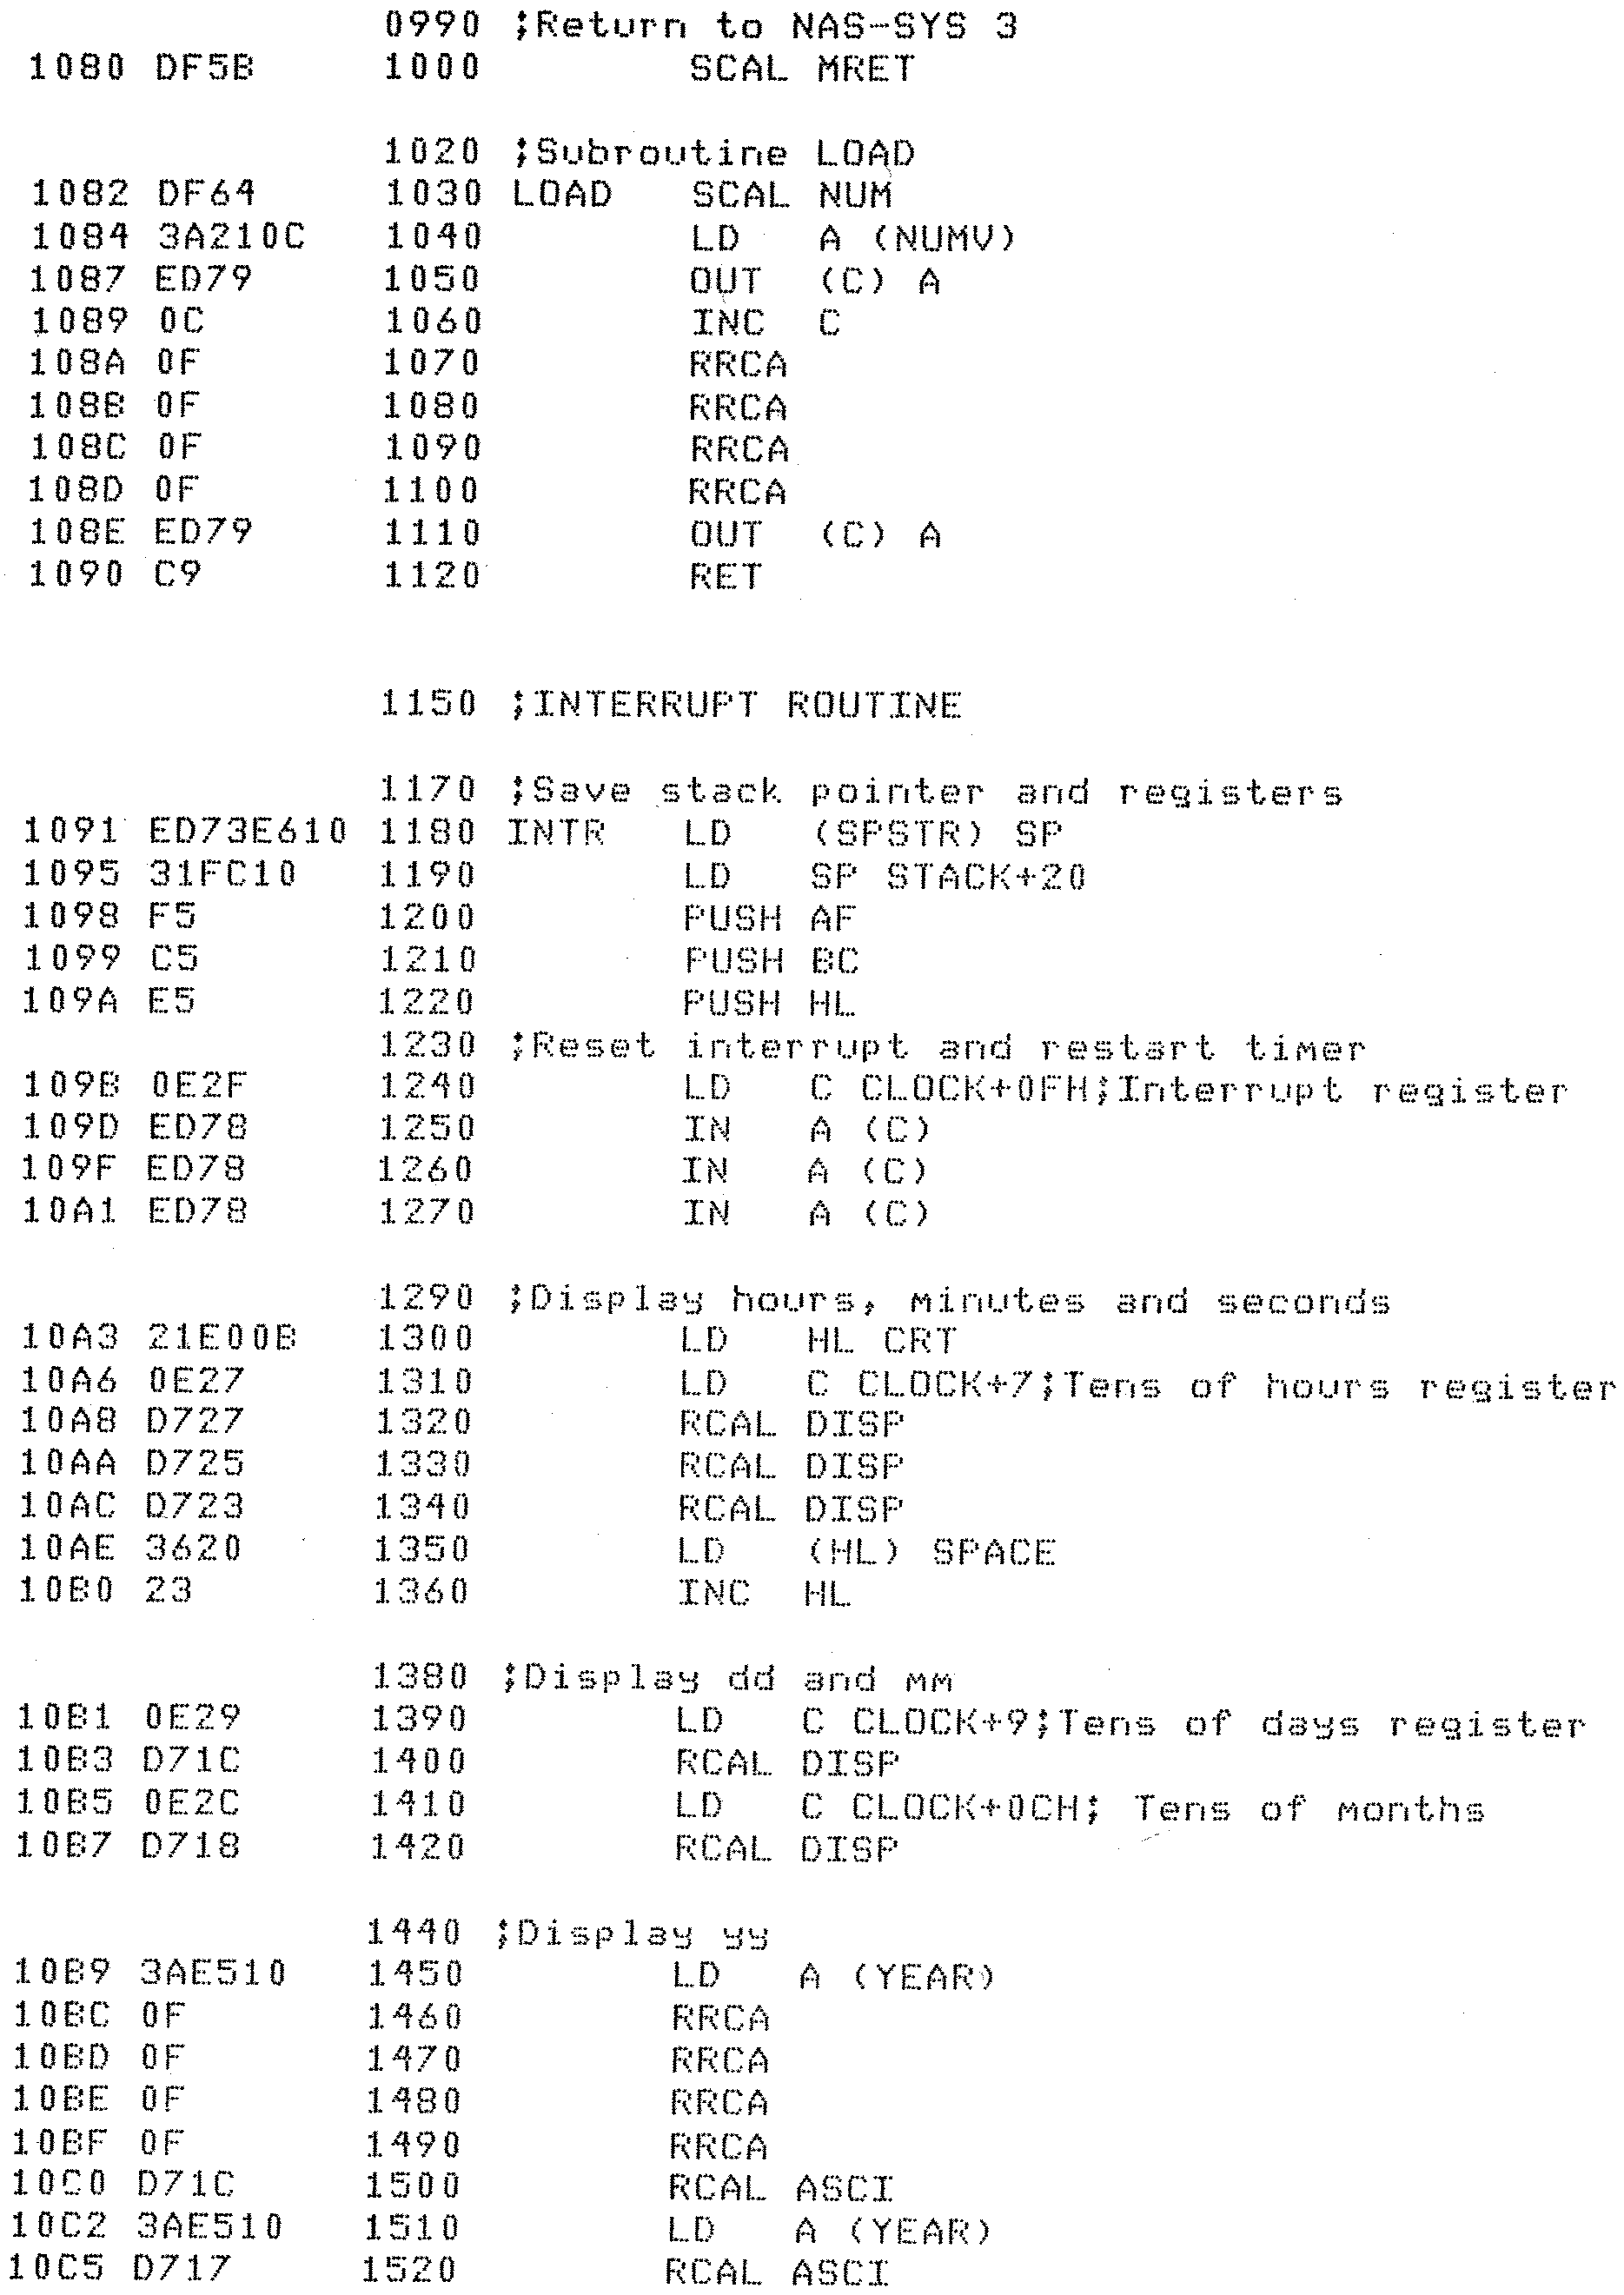 0990 ;Return to NAS-SYS 3
1080 DF5B 1000 SCAL MRET
1020 ;Subroutine LOAD
1082 DF64 1030 LOAD SCAL NUM
1084 3A210C 1040 LD A (NUMV)
1087 ED79 1050 OUT (C) A
1089 0C 1060 INC C
108A 0F 1070 RRCA
108B 0F 1080 RRCA
108C 0F 1090 RRCA
108D 0F 1100 RRCA
108E ED79 1110 OUT (C) A
1090 C9 1120 RET
1150 ;INTERRUPT ROUTINE
1170 ;Save stack pointer and registers
1091 ED73E610 1180 INTR LD (SPSTR) SP
1095 31FC10 1190 LD SP STACK+20
1098 F5 1200 PUSH AF
1099 C5 1210 PUSH BC
109A E5 1220 PUSH HL
1230 ;Reset interrupt and restart timer
109B 0E2F 1240 LD C CLOCK+0FH;Interrupt register
109D ED78 1250 IN A (C)
109F ED78 1260 IN A (C)
10A1 ED78 1270 IN A (C)
1290 ;Display hours, minutes and seconds
10A3 21E00B 1300 LD HL CRT
10A6 0E27 1310 LD C CLOCK+7;Tens of hours register
10A8 D727 1320 RCAL DISP
10AA D725 1330 RCAL DISP
10AC D723 1340 RCAL DISP
10AE 3620 1350 LD (HL) SPACE
10B0 23 1360 INC HL
1380 ;Display dd and mm
10B1 0E29 1390 LD C CLOCK+9;Tens of days register
10B3 D71C 1400 RCAL DISP
10B5 0E2C 1410 LD C CLOCK+0CH; Tens of months
10B7 D718 1420 RCAL DISP
1440 ;Display yy
10B9 3AE510 1450 LD A (YEAR)
10BC 0F 1460 RRCA
10BD 0F 1470 RRCA
10BE 0F 1480 RRCA
10BF 0F 1490 RRCA
10C0 D71C 1500 RCAL ASCI
10C2 3AE510 1510 LD A (YEAR)
10C5 D717 1520 RCAL ASCI